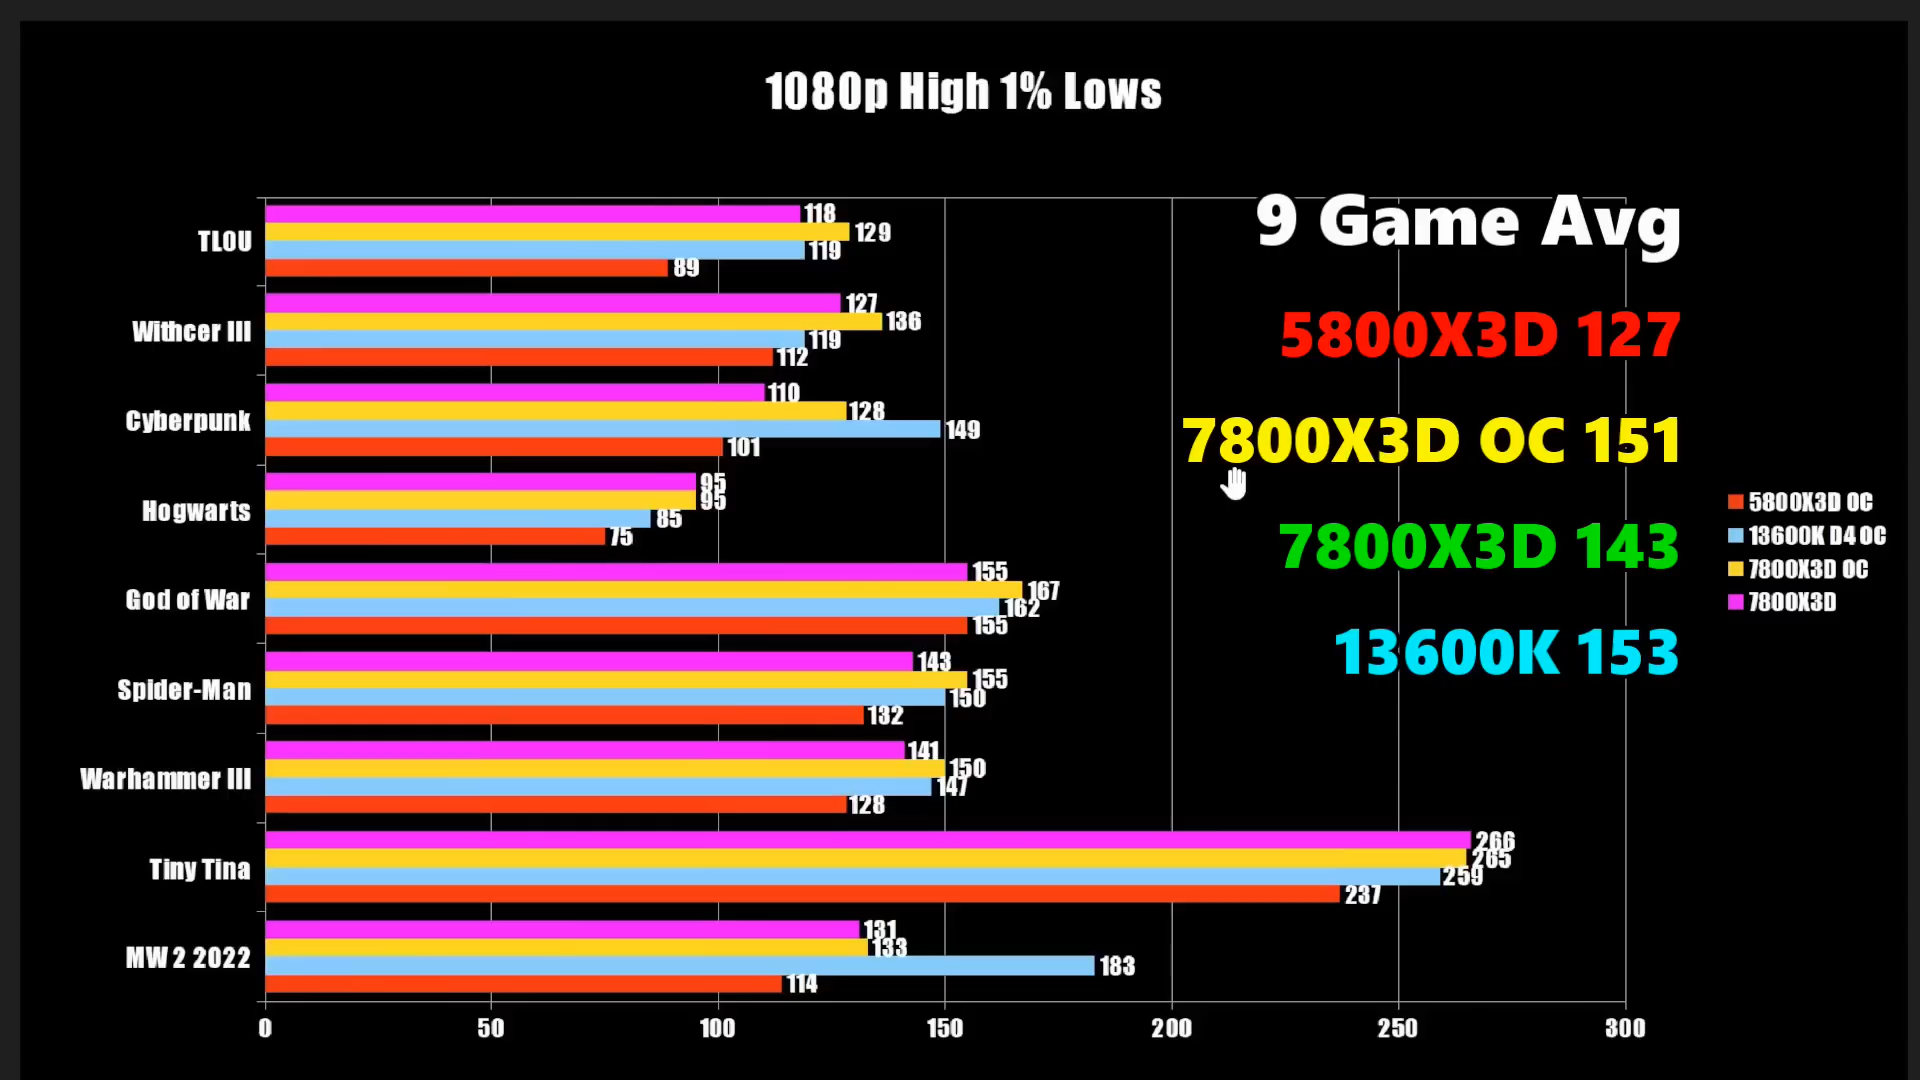 1080p High 1% Lows
9 Game Avg
5800X3D 127
7800X3D OC 151
7800X3D 143
13600K 153
TLOU
118
129
119
89
Withcer III
127
136
119
112
Cyberpunk
110
128
149
101
Hogwarts
95
95
85
75
God of War
155
167
162
155
Spider-Man
143
155
150
132
Warhammer III
141
150
147
128
Tiny Tina
266
265
259
237
MW 2 2022
131
133
183
114
0 50 100 150 200 250 300
5800X3D OC
13600K D4 OC
7800X3D OC
7800X3D